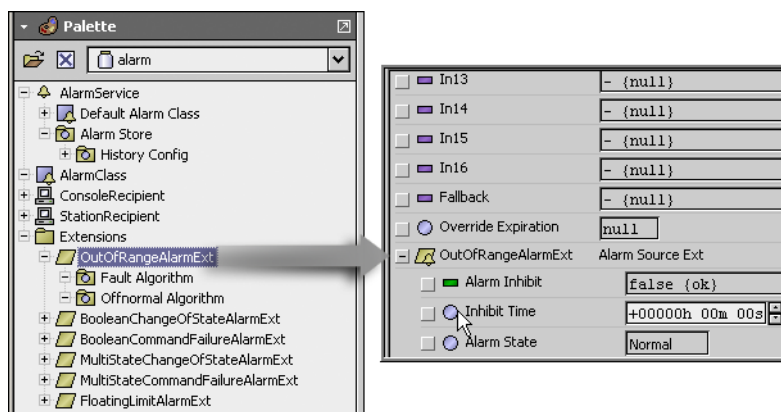 Palette
alarm
AlarmService
Default Alarm Class
Alarm Store
History Config
AlarmClass
ConsoleRecipient
StationRecipient
Extensions
OutOfRangeAlarmExt
Fault Algorithm
Offnormal Algorithm
BooleanChangeOfStateAlarmExt
BooleanCommandFailureAlarmExt
MultiStateChangeOfStateAlarmExt
MultiStateCommandFailureAlarmExt
FloatingLimitAlarmExt
In13 - {null}
In14 - {null}
In15 - {null}
In16 - {null}
Fallback - {null}
Override Expiration null
OutOfRangeAlarmExt Alarm Source Ext
Alarm Inhibit false {ok}
Inhibit Time +00000h 00m 00s
Alarm State Normal